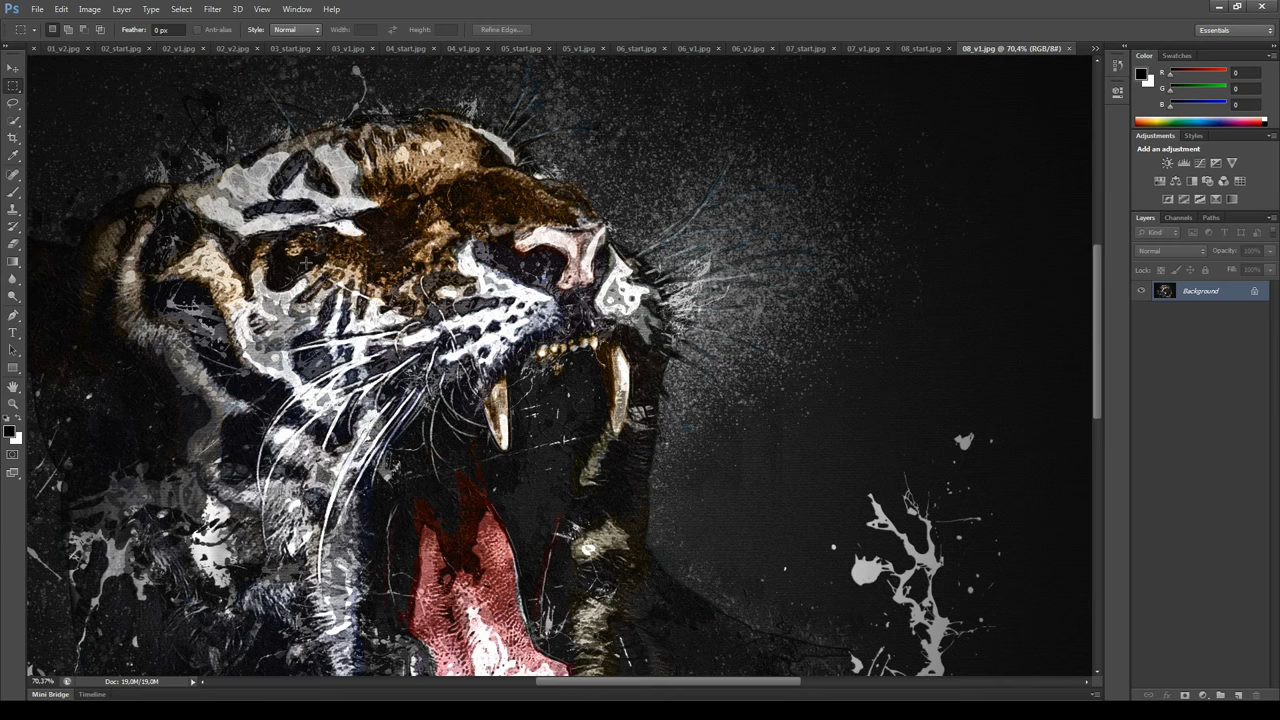 Ps File Edit Image Layer Type Select Filter 3D View Window Help
Feather: 0 px Anti-alias Style: Normal Width: Height: Refine Edge... Essentials
01_v2.jpg 02_start.jpg 02_v1.jpg 02_v2.jpg 03_start.jpg 03_v1.jpg 04_start.jpg 04_v1.jpg 05_start.jpg 05_v1.jpg 06_start.jpg 06_v1.jpg 06_v2.jpg 07_start.jpg 07_v1.jpg 08_start.jpg 08_v1.jpg @ 70,4% (RGB/8#)
Color Swatches
R 0
G 0
B 0
Adjustments Styles
Add an adjustment
Layers Channels Paths
Kind
Normal Opacity: 100%
Lock: Fill: 100%
Background
70,37% Doc: 19,0M/19,0M
Mini Bridge Timeline